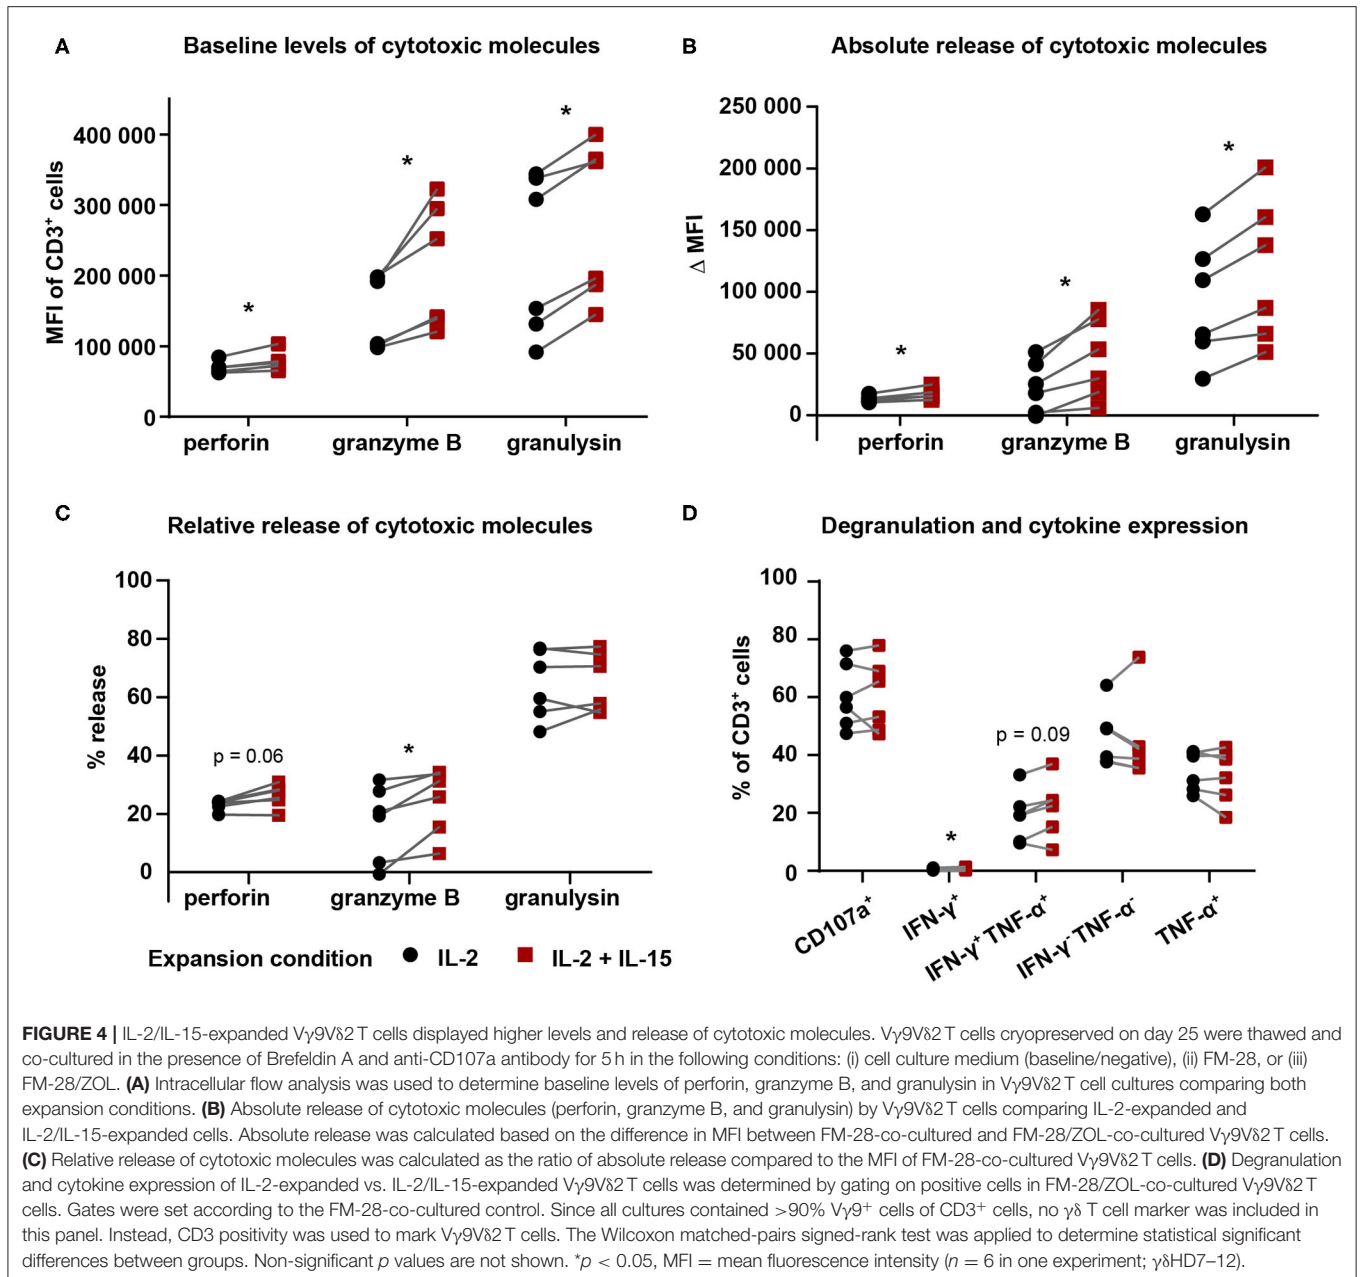 A Baseline levels of cytotoxic molecules
MFI of CD3⁺ cells
400 000
300 000
200 000
100 000
0
*
*
*
perforin granzyme B granulysin
B Absolute release of cytotoxic molecules
Δ MFI
250 000
200 000
150 000
100 000
50 000
0
*
*
*
perforin granzyme B granulysin
C Relative release of cytotoxic molecules
% release
100
80
60
40
20
0
p = 0.06
*
perforin granzyme B granulysin
D Degranulation and cytokine expression
% of CD3⁺ cells
100
80
60
40
20
0
*
p = 0.09
CD107a⁺
IFN-γ⁺
IFN-γ⁺ TNF-α⁺
IFN-γ⁻ TNF-α⁻
TNF-α⁺
Expansion condition IL-2 IL-2 + IL-15
FIGURE 4 | IL-2/IL-15-expanded Vγ9Vδ2 T cells displayed higher levels and release of cytotoxic molecules. Vγ9Vδ2 T cells cryopreserved on day 25 were thawed and
co-cultured in the presence of Brefeldin A and anti-CD107a antibody for 5 h in the following conditions: (i) cell culture medium (baseline/negative), (ii) FM-28, or (iii)
FM-28/ZOL. (A) Intracellular flow analysis was used to determine baseline levels of perforin, granzyme B, and granulysin in Vγ9Vδ2 T cell cultures comparing both
expansion conditions. (B) Absolute release of cytotoxic molecules (perforin, granzyme B, and granulysin) by Vγ9Vδ2 T cells comparing IL-2-expanded and
IL-2/IL-15-expanded cells. Absolute release was calculated based on the difference in MFI between FM-28-co-cultured and FM-28/ZOL-co-cultured Vγ9Vδ2 T cells.
(C) Relative release of cytotoxic molecules was calculated as the ratio of absolute release compared to the MFI of FM-28-co-cultured Vγ9Vδ2 T cells. (D) Degranulation
and cytokine expression of IL-2-expanded vs. IL-2/IL-15-expanded Vγ9Vδ2 T cells was determined by gating on positive cells in FM-28/ZOL-co-cultured Vγ9Vδ2 T
cells. Gates were set according to the FM-28-co-cultured control. Since all cultures contained >90% Vγ9⁺ cells of CD3⁺ cells, no γδ T cell marker was included in
this panel. Instead, CD3 positivity was used to mark Vγ9Vδ2 T cells. The Wilcoxon matched-pairs signed-rank test was applied to determine statistical significant
differences between groups. Non-significant p values are not shown. *p < 0.05, MFI = mean fluorescence intensity (n = 6 in one experiment; γδHD7–12).